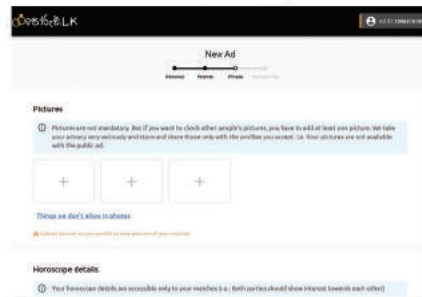 New Ad
Personal Parents Private
Pictures
Pictures are not mandatory. But if you want to check other people's pictures, you have to add at least one picture. We take
your privacy very seriously and store and share those only with the profiles you accept. i.e. Your pictures are not available
with the public ad.
Things we don't allow in photos
Horoscope details
Your horoscope details are accessible only to your matches (i.e.: Both parties should show interest towards each other)